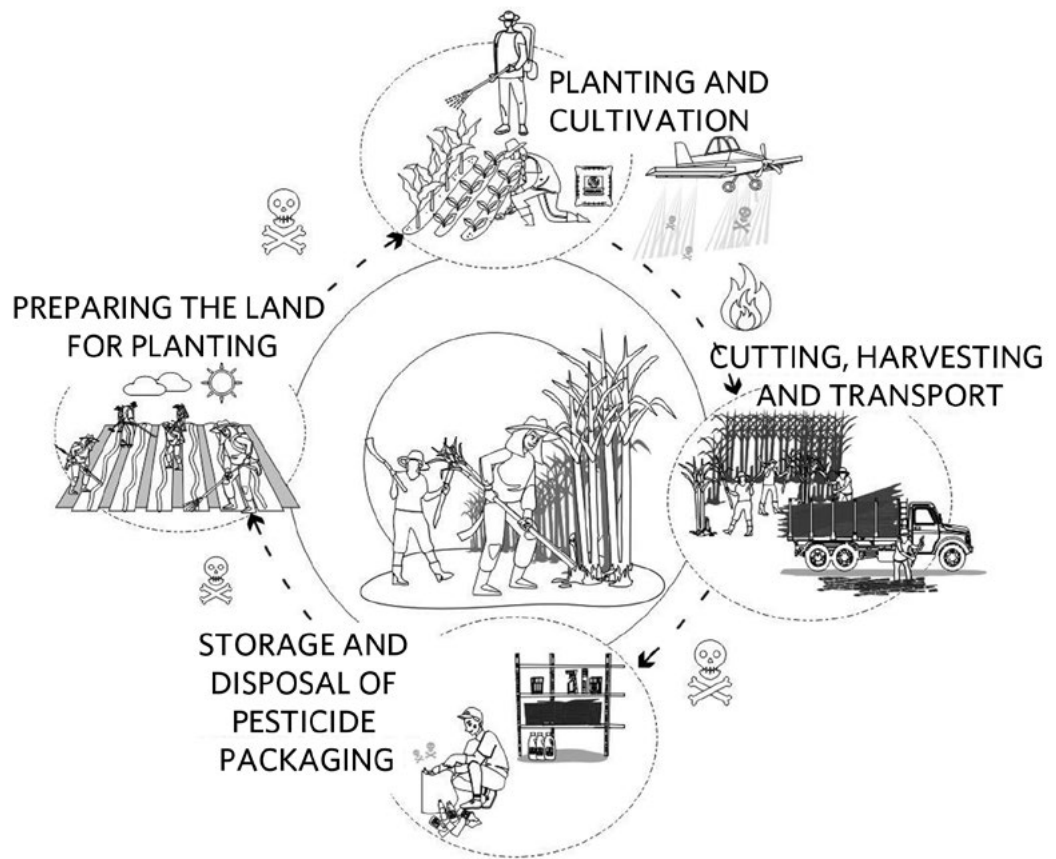 PLANTING AND
CULTIVATION
PREPARING THE LAND
FOR PLANTING
CUTTING, HARVESTING
AND TRANSPORT
STORAGE AND
DISPOSAL OF
PESTICIDE
PACKAGING